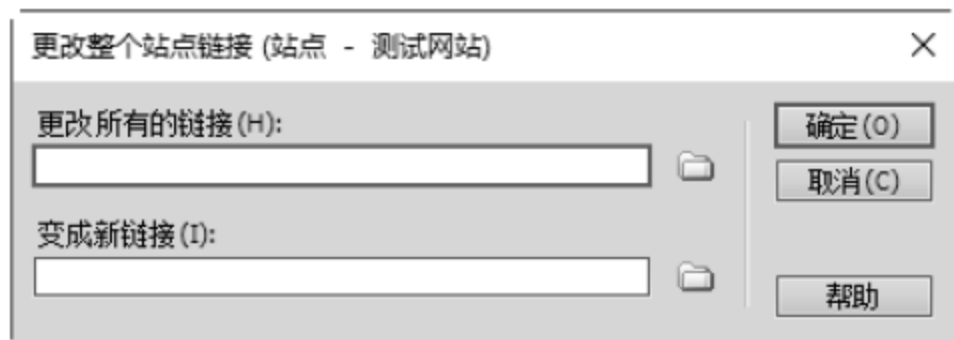 更改整个站点链接 (站点 - 测试网站)
更改所有的链接(H):
确定(O)
取消(C)
变成新链接(I):
帮助